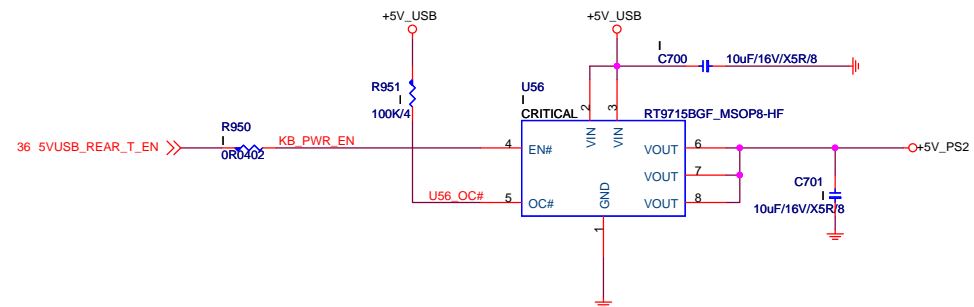 +5V_USB
+5V_USB
I
C700
10uF/16V/X5R/8
R951
I
100K/4
U56
I
CRITICAL
2
3
RT9715BGF_MSOP8-HF
R950
I
0R0402
36 5VUSB_REAR_T_EN
KB_PWR_EN
4
EN#
VIN
VIN
VOUT
6
+5V_PS2
VOUT
7
U56_OC#
5
OC#
GND
VOUT
8
C701
I
10uF/16V/X5R/8
1